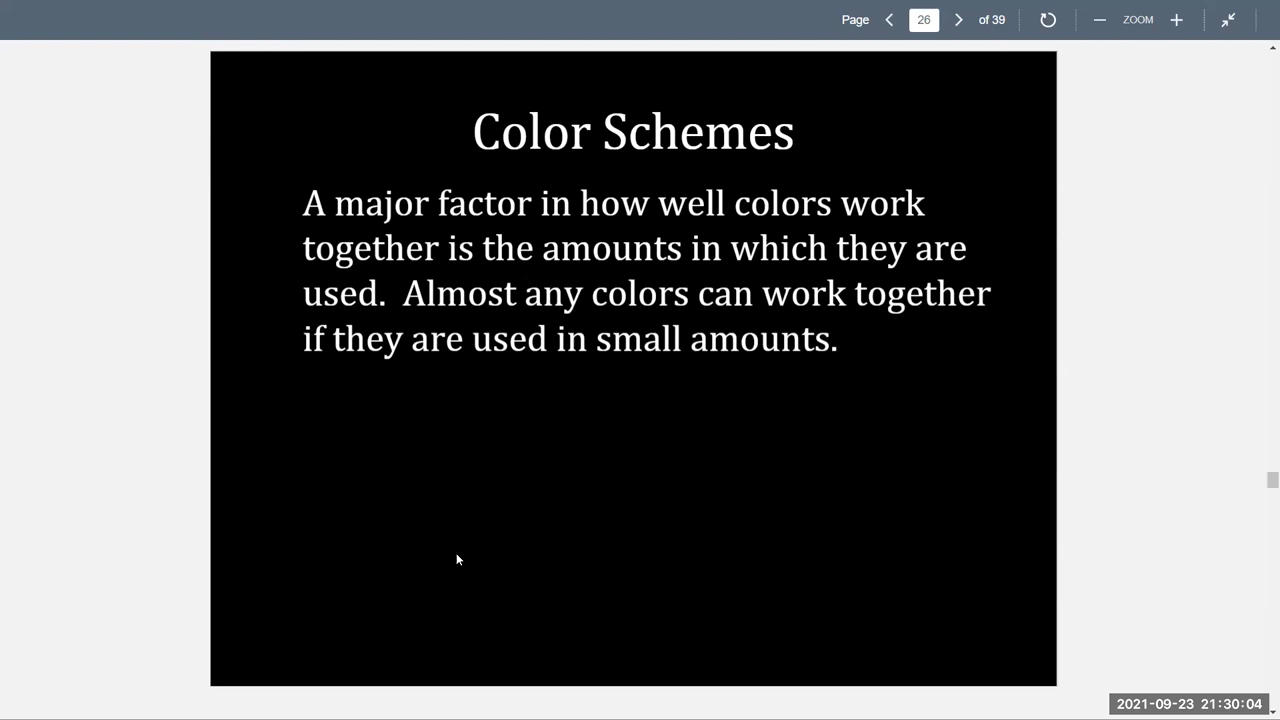 Page 26 of 39 ZOOM
Color Schemes
A major factor in how well colors work
together is the amounts in which they are
used.  Almost any colors can work together
if they are used in small amounts.
2021-09-23 21:30:04